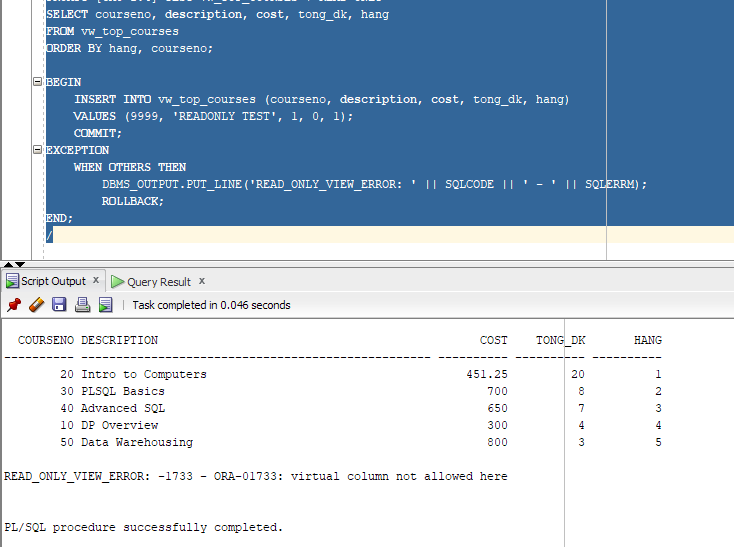 SELECT courseno, description, cost, tong_dk, hang
FROM vw_top_courses
ORDER BY hang, courseno;
BEGIN
INSERT INTO vw_top_courses (courseno, description, cost, tong_dk, hang)
VALUES (9999, 'READONLY TEST', 1, 0, 1);
COMMIT;
EXCEPTION
WHEN OTHERS THEN
DBMS_OUTPUT.PUT_LINE('READ_ONLY_VIEW_ERROR: ' || SQLCODE || ' - ' || SQLERRM);
ROLLBACK;
END;
/
Script Output x Query Result x
Task completed in 0.046 seconds
COURSENO DESCRIPTION COST TONG_DK HANG
---------- -------------------------------------------------- ---------- ---------- ----------
20 Intro to Computers 451.25 20 1
30 PLSQL Basics 700 8 2
40 Advanced SQL 650 7 3
10 DP Overview 300 4 4
50 Data Warehousing 800 3 5
READ_ONLY_VIEW_ERROR: -1733 - ORA-01733: virtual column not allowed here
PL/SQL procedure successfully completed.